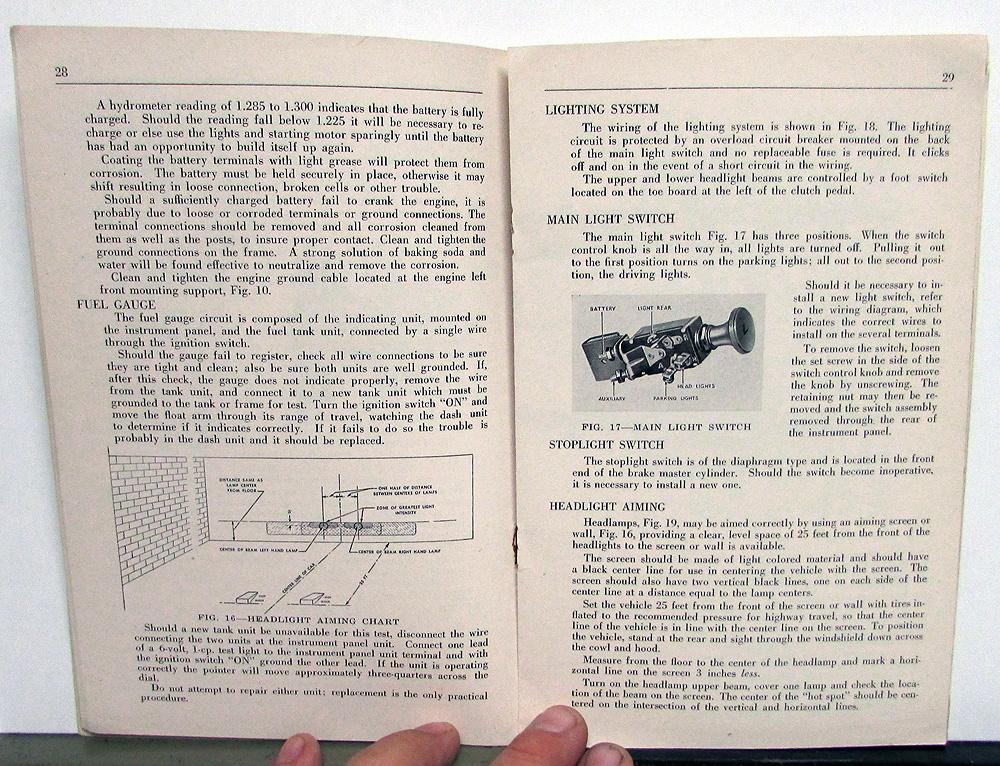 28
A hydrometer reading of 1.285 to 1.300 indicates that the battery is fully
charged. Should the reading fall below 1.225 it will be necessary to re-
charge or else use the lights and starting motor sparingly until the battery
has had an opportunity to build itself up again.
Coating the battery terminals with light grease will protect them from
corrosion. The battery must be held securely in place, otherwise it may
shift resulting in loose connection, broken cells or other trouble.
Should a sufficiently charged battery fail to crank the engine, it is
probably due to loose or corroded terminals or ground connections. The
terminal connections should be removed and all corrosion cleaned from
them as well as the posts, to insure proper contact. Clean and tighten the
ground connections on the frame. A strong solution of baking soda and
water will be found effective to neutralize and remove the corrosion.
Clean and tighten the engine ground cable located at the engine left
front mounting support, Fig. 10.
FUEL GAUGE
The fuel gauge circuit is composed of the indicating unit, mounted on
the instrument panel, and the fuel tank unit, connected by a single wire
through the ignition switch.
Should the gauge fail to register, check all wire connections to be sure
they are tight and clean; also be sure both units are well grounded. If,
after this check, the gauge does not indicate properly, remove the wire
from the tank unit, and connect it to a new tank unit which must be
grounded to the tank or frame for test. Turn the ignition switch "ON" and
move the float arm through its range of travel, watching the dash unit
to determine if it indicates correctly. If it fails to do so the trouble is
probably in the dash unit and it should be replaced.
DISTANCE SAME AS
LAMP CENTER
FROM FLOOR
ONE HALF OF DISTANCE
BETWEEN CENTERS OF LAMPS
ZONE OF GREATEST LIGHT
INTENSITY
CENTER OF BEAM LEFT HAND LAMP
CENTER OF BEAM RIGHT HAND LAMP
CENTER LINE OF CAR
25 FT
FIG. 16—HEADLIGHT AIMING CHART
Should a new tank unit be unavailable for this test, disconnect the wire
connecting the two units at the instrument panel unit. Connect one lead
of a 6-volt, 1-cp. test light to the instrument panel unit terminal and with
the ignition switch "ON" ground the other lead. If the unit is operating
correctly the pointer will move approximately three-quarters across the
dial.
Do not attempt to repair either unit; replacement is the only practical
procedure.
29
LIGHTING SYSTEM
The wiring of the lighting system is shown in Fig. 18. The lighting
circuit is protected by an overload circuit breaker mounted on the back
of the main light switch and no replaceable fuse is required. It clicks
off and on in the event of a short circuit in the wiring.
The upper and lower headlight beams are controlled by a foot switch
located on the toe board at the left of the clutch pedal.
MAIN LIGHT SWITCH
The main light switch Fig. 17 has three positions. When the switch
control knob is all the way in, all lights are turned off. Pulling it out
to the first position turns on the parking lights; all out to the second posi-
tion, the driving lights.
BATTERY
LIGHT REAR
HEAD LIGHTS
AUXILIARY
PARKING LIGHTS
FIG. 17—MAIN LIGHT SWITCH
Should it be necessary to in-
stall a new light switch, refer
to the wiring diagram, which
indicates the correct wires to
install on the several terminals.
To remove the switch, loosen
the set screw in the side of the
switch control knob and remove
the knob by unscrewing. The
retaining nut may then be re-
moved and the switch assembly
removed through the rear of
the instrument panel.
STOPLIGHT SWITCH
The stoplight switch is of the diaphragm type and is located in the front
end of the brake master cylinder. Should the switch become inoperative,
it is necessary to install a new one.
HEADLIGHT AIMING
Headlamps, Fig. 19, may be aimed correctly by using an aiming screen or
wall, Fig. 16, providing a clear, level space of 25 feet from the front of the
headlights to the screen or wall is available.
The screen should be made of light colored material and should have
a black center line for use in centering the vehicle with the screen. The
screen should also have two vertical black lines, one on each side of the
center line at a distance equal to the lamp centers.
Set the vehicle 25 feet from the front of the screen or wall with tires in-
flated to the recommended pressure for highway travel, so that the center
line of the vehicle is in line with the center line on the screen. To position
the vehicle, stand at the rear and sight through the windshield down across
the cowl and hood.
Measure from the floor to the center of the headlamp and mark a hori-
zontal line on the screen 3 inches less.
Turn on the headlamp upper beam, cover one lamp and check the loca-
tion of the beam on the screen. The center of the "hot spot" should be cen-
tered on the intersection of the vertical and horizontal lines.